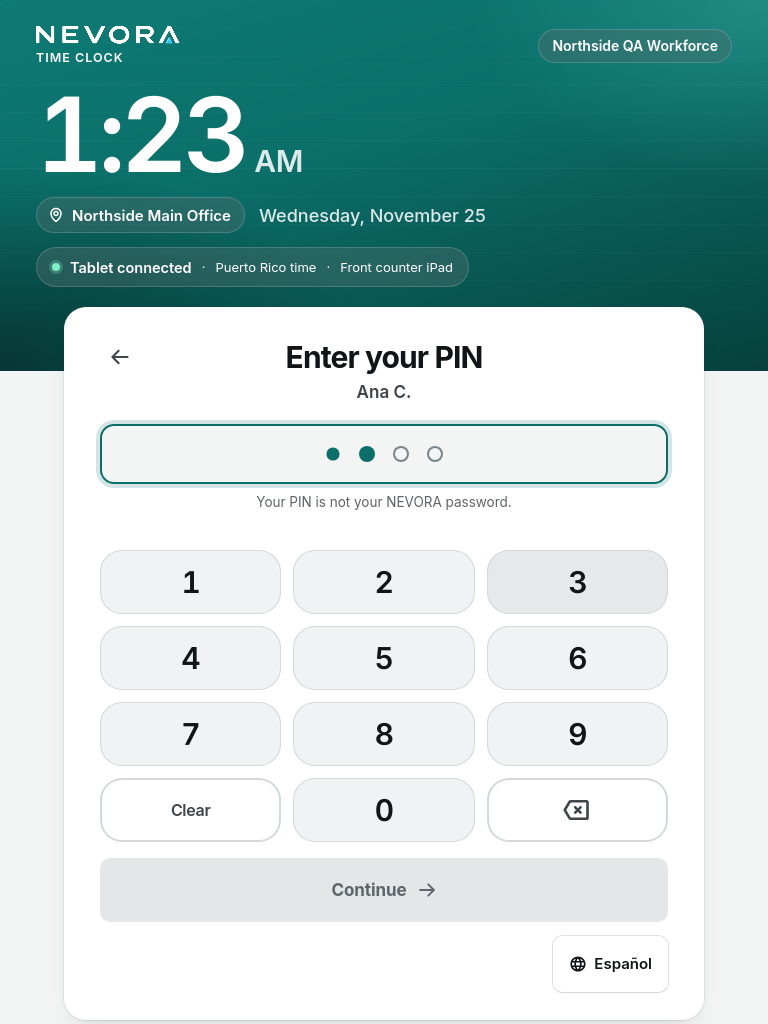 NEVORA
TIME CLOCK
Northside QA Workforce
1:23 AM
Northside Main Office
Wednesday, November 25
Tablet connected · Puerto Rico time · Front counter iPad
Enter your PIN
Ana C.
Your PIN is not your NEVORA password.
1 2 3
4 5 6
7 8 9
Clear 0
Continue
Español